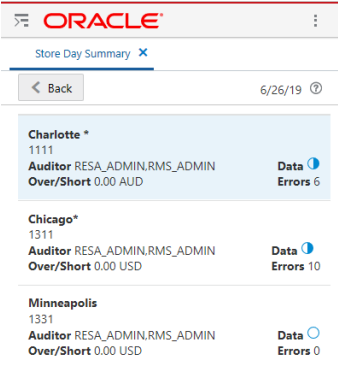 ORACLE
Store Day Summary
Back 6/26/19
Charlotte *
1111
Auditor RESA_ADMIN,RMS_ADMIN Data
Over/Short 0.00 AUD Errors 6
Chicago*
1311
Auditor RESA_ADMIN,RMS_ADMIN Data
Over/Short 0.00 USD Errors 10
Minneapolis
1331
Auditor RESA_ADMIN,RMS_ADMIN Data
Over/Short 0.00 USD Errors 0